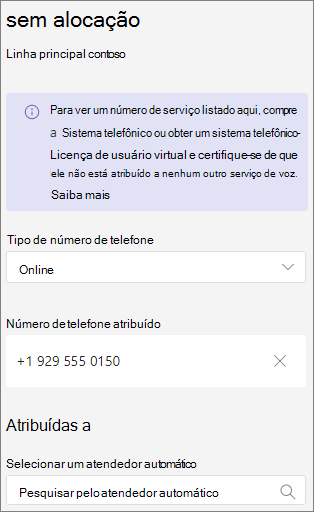 sem alocação
Linha principal contoso
Para ver um número de serviço listado aqui, compre
a Sistema telefônico ou obter um sistema telefônico-
Licença de usuário virtual e certifique-se de que
ele não está atribuído a nenhum outro serviço de voz.
Saiba mais
Tipo de número de telefone
Online
Número de telefone atribuído
+1 929 555 0150
Atribuídas a
Selecionar um atendedor automático
Pesquisar pelo atendedor automático